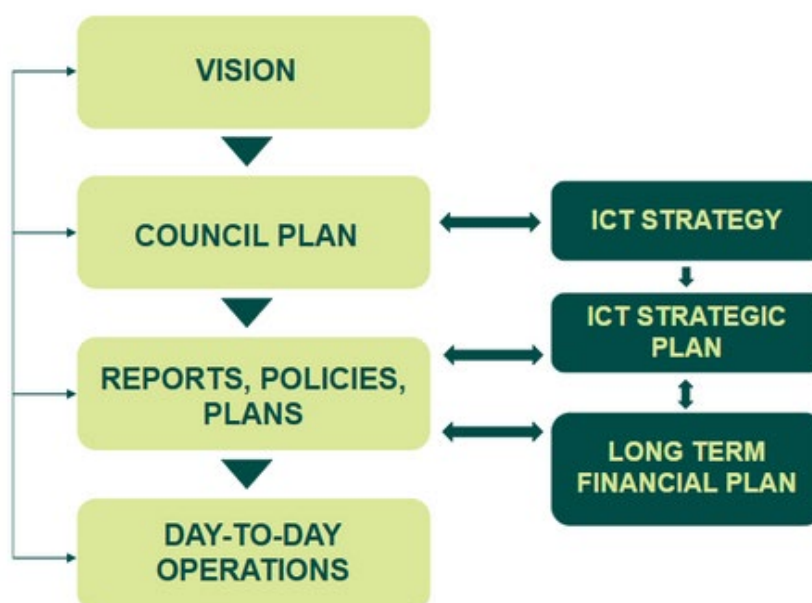 VISION
COUNCIL PLAN
REPORTS, POLICIES,
PLANS
DAY-TO-DAY
OPERATIONS
ICT STRATEGY
ICT STRATEGIC
PLAN
LONG TERM
FINANCIAL PLAN